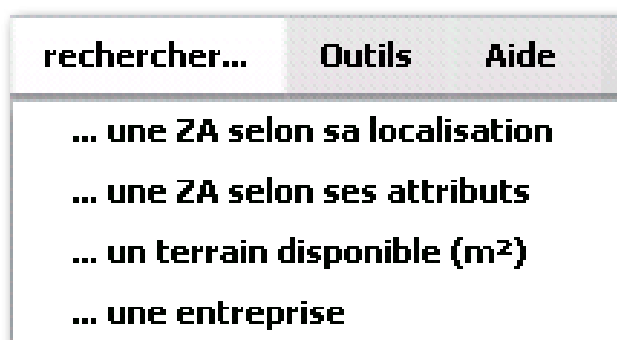 rechercher... Outils Aide
... une ZA selon sa localisation
... une ZA selon ses attributs
... un terrain disponible (m²)
... une entreprise